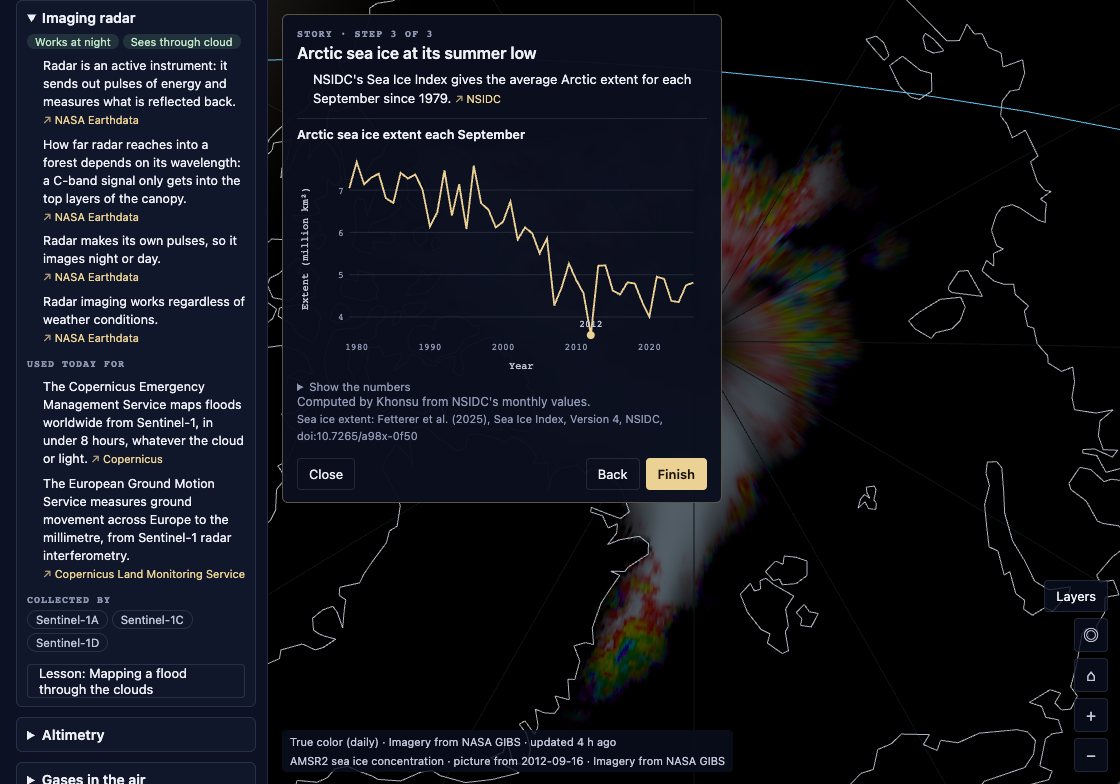 ▼ Imaging radar
Works at night
Sees through cloud
Radar is an active instrument: it
sends out pulses of energy and
measures what is reflected back.
↗ NASA Earthdata
How far radar reaches into a
forest depends on its wavelength:
a C-band signal only gets into the
top layers of the canopy.
↗ NASA Earthdata
Radar makes its own pulses, so it
images night or day.
↗ NASA Earthdata
Radar imaging works regardless of
weather conditions.
↗ NASA Earthdata
USED TODAY FOR
The Copernicus Emergency
Management Service maps floods
worldwide from Sentinel-1, in
under 8 hours, whatever the cloud
or light. ↗ Copernicus
The European Ground Motion
Service measures ground
movement across Europe to the
millimetre, from Sentinel-1 radar
interferometry.
↗ Copernicus Land Monitoring Service
COLLECTED BY
Sentinel-1A
Sentinel-1C
Sentinel-1D
Lesson: Mapping a flood
through the clouds
▶ Altimetry
▶ Gases in the air
STORY · STEP 3 OF 3
Arctic sea ice at its summer low
NSIDC's Sea Ice Index gives the average Arctic extent for each
September since 1979. ↗ NSIDC
Arctic sea ice extent each September
Extent (million km²)
7
6
5
4
2012
1980
1990
2000
2010
2020
Year
▶ Show the numbers
Computed by Khonsu from NSIDC's monthly values.
Sea ice extent: Fetterer et al. (2025), Sea Ice Index, Version 4, NSIDC,
doi:10.7265/a98x-0f50
Close
Back
Finish
Layers
+
−
True color (daily) · Imagery from NASA GIBS · updated 4 h ago
AMSR2 sea ice concentration · picture from 2012-09-16 · Imagery from NASA GIBS